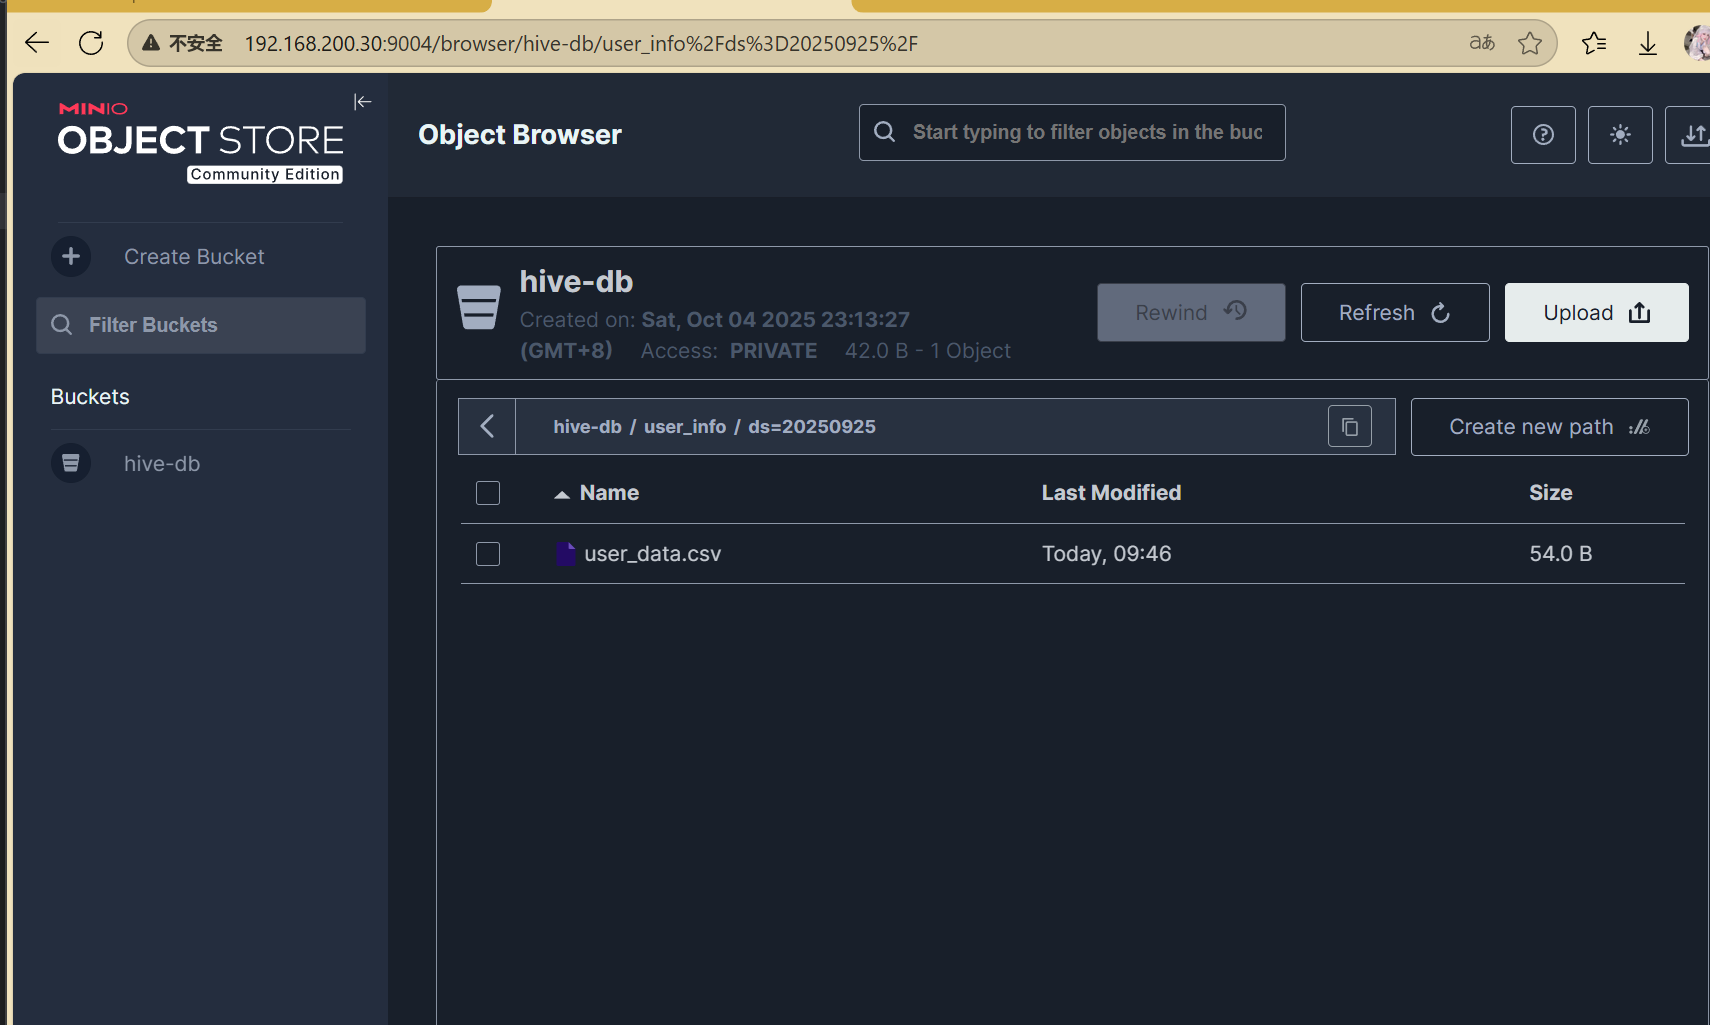 不安全 192.168.200.30:9004/browser/hive-db/user_info%2Fds%3D20250925%2F aあ
MINIO
OBJECT STORE
Community Edition
Object Browser
Start typing to filter objects in the buc
Create Bucket
Filter Buckets
Buckets
hive-db
hive-db
Created on: Sat, Oct 04 2025 23:13:27
(GMT+8) Access: PRIVATE 42.0 B - 1 Object
Rewind
Refresh
Upload
hive-db / user_info / ds=20250925
Create new path
Name Last Modified Size
user_data.csv Today, 09:46 54.0 B